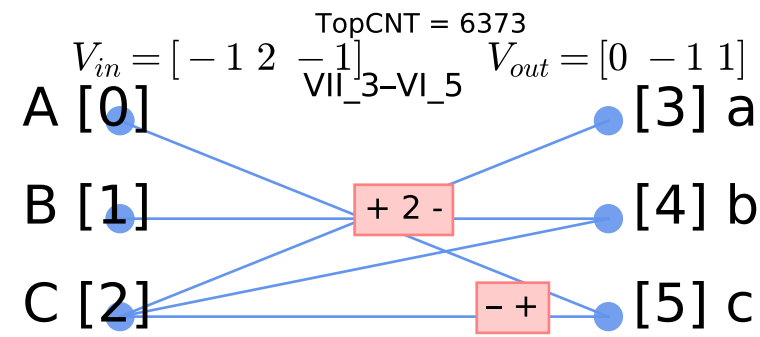 TopCNT = 6373
V_in = [ − 1 2 − 1] V_out = [0 − 1 1]
VII_3–VI_5
A [0] [3] a
B [1] + 2 - [4] b
C [2] – + [5] c